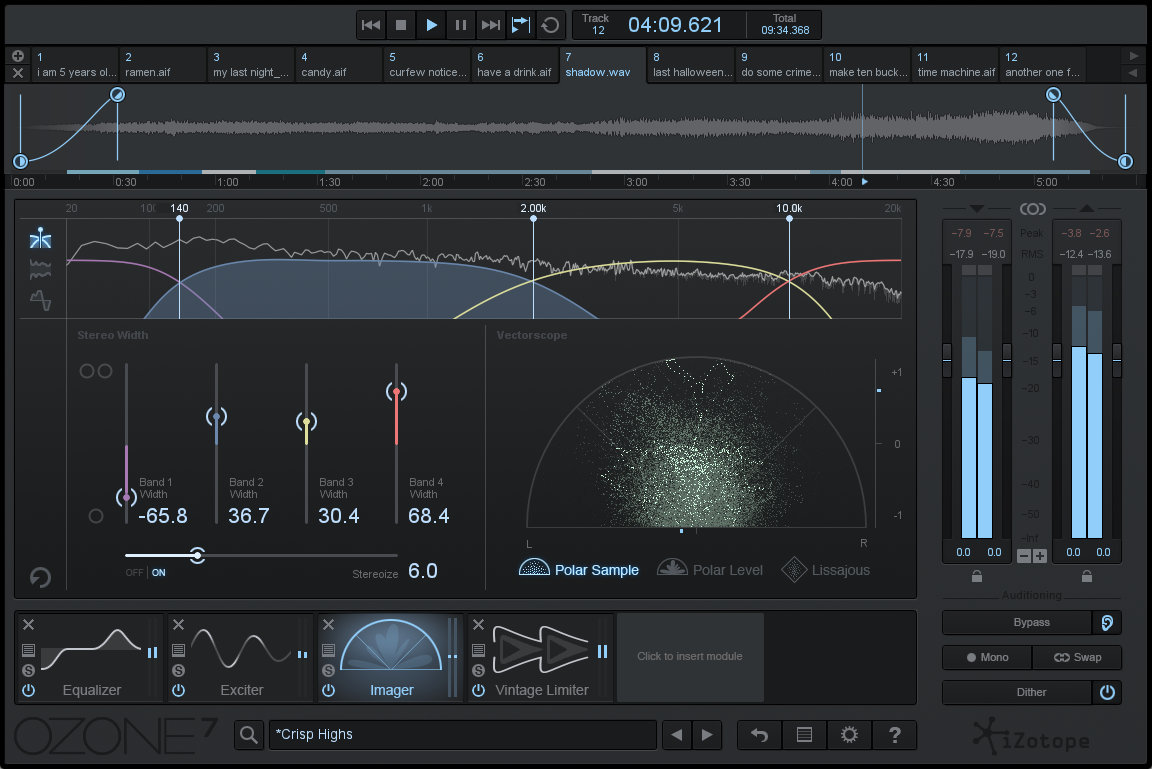 Track
12
04:09.621
Total
09:34.368
1
i am 5 years ol...
2
ramen.aif
3
my last night_...
4
candy.aif
5
curfew notice...
6
have a drink.aif
7
shadow.wav
8
last halloween...
9
do some crime...
10
make ten buck...
11
time machine.aif
12
another one f...
0:00 0:30 1:00 1:30 2:00 2:30 3:00 3:30 4:00 4:30 5:00
20 140 200 500 1k 2.00k 5k 10.0k 20k
Stereo Width
Band 1
Width
-65.8
Band 2
Width
36.7
Band 3
Width
30.4
Band 4
Width
68.4
OFF ON
Stereoize 6.0
Vectorscope
+1
0
-1
L R
Polar Sample Polar Level Lissajous
-7.9 -7.5 Peak -3.8 -2.6
-17.9 -19.0 RMS -12.4 -13.6
0
-3
-6
-10
-15
-20
-30
-40
-50
-Inf
0.0 0.0 0.0 0.0
Auditioning
Bypass
Mono Swap
Dither
S Equalizer
S Exciter
S Imager
S Vintage Limiter
Click to insert module
OZONE 7
*Crisp Highs
?
iZotope